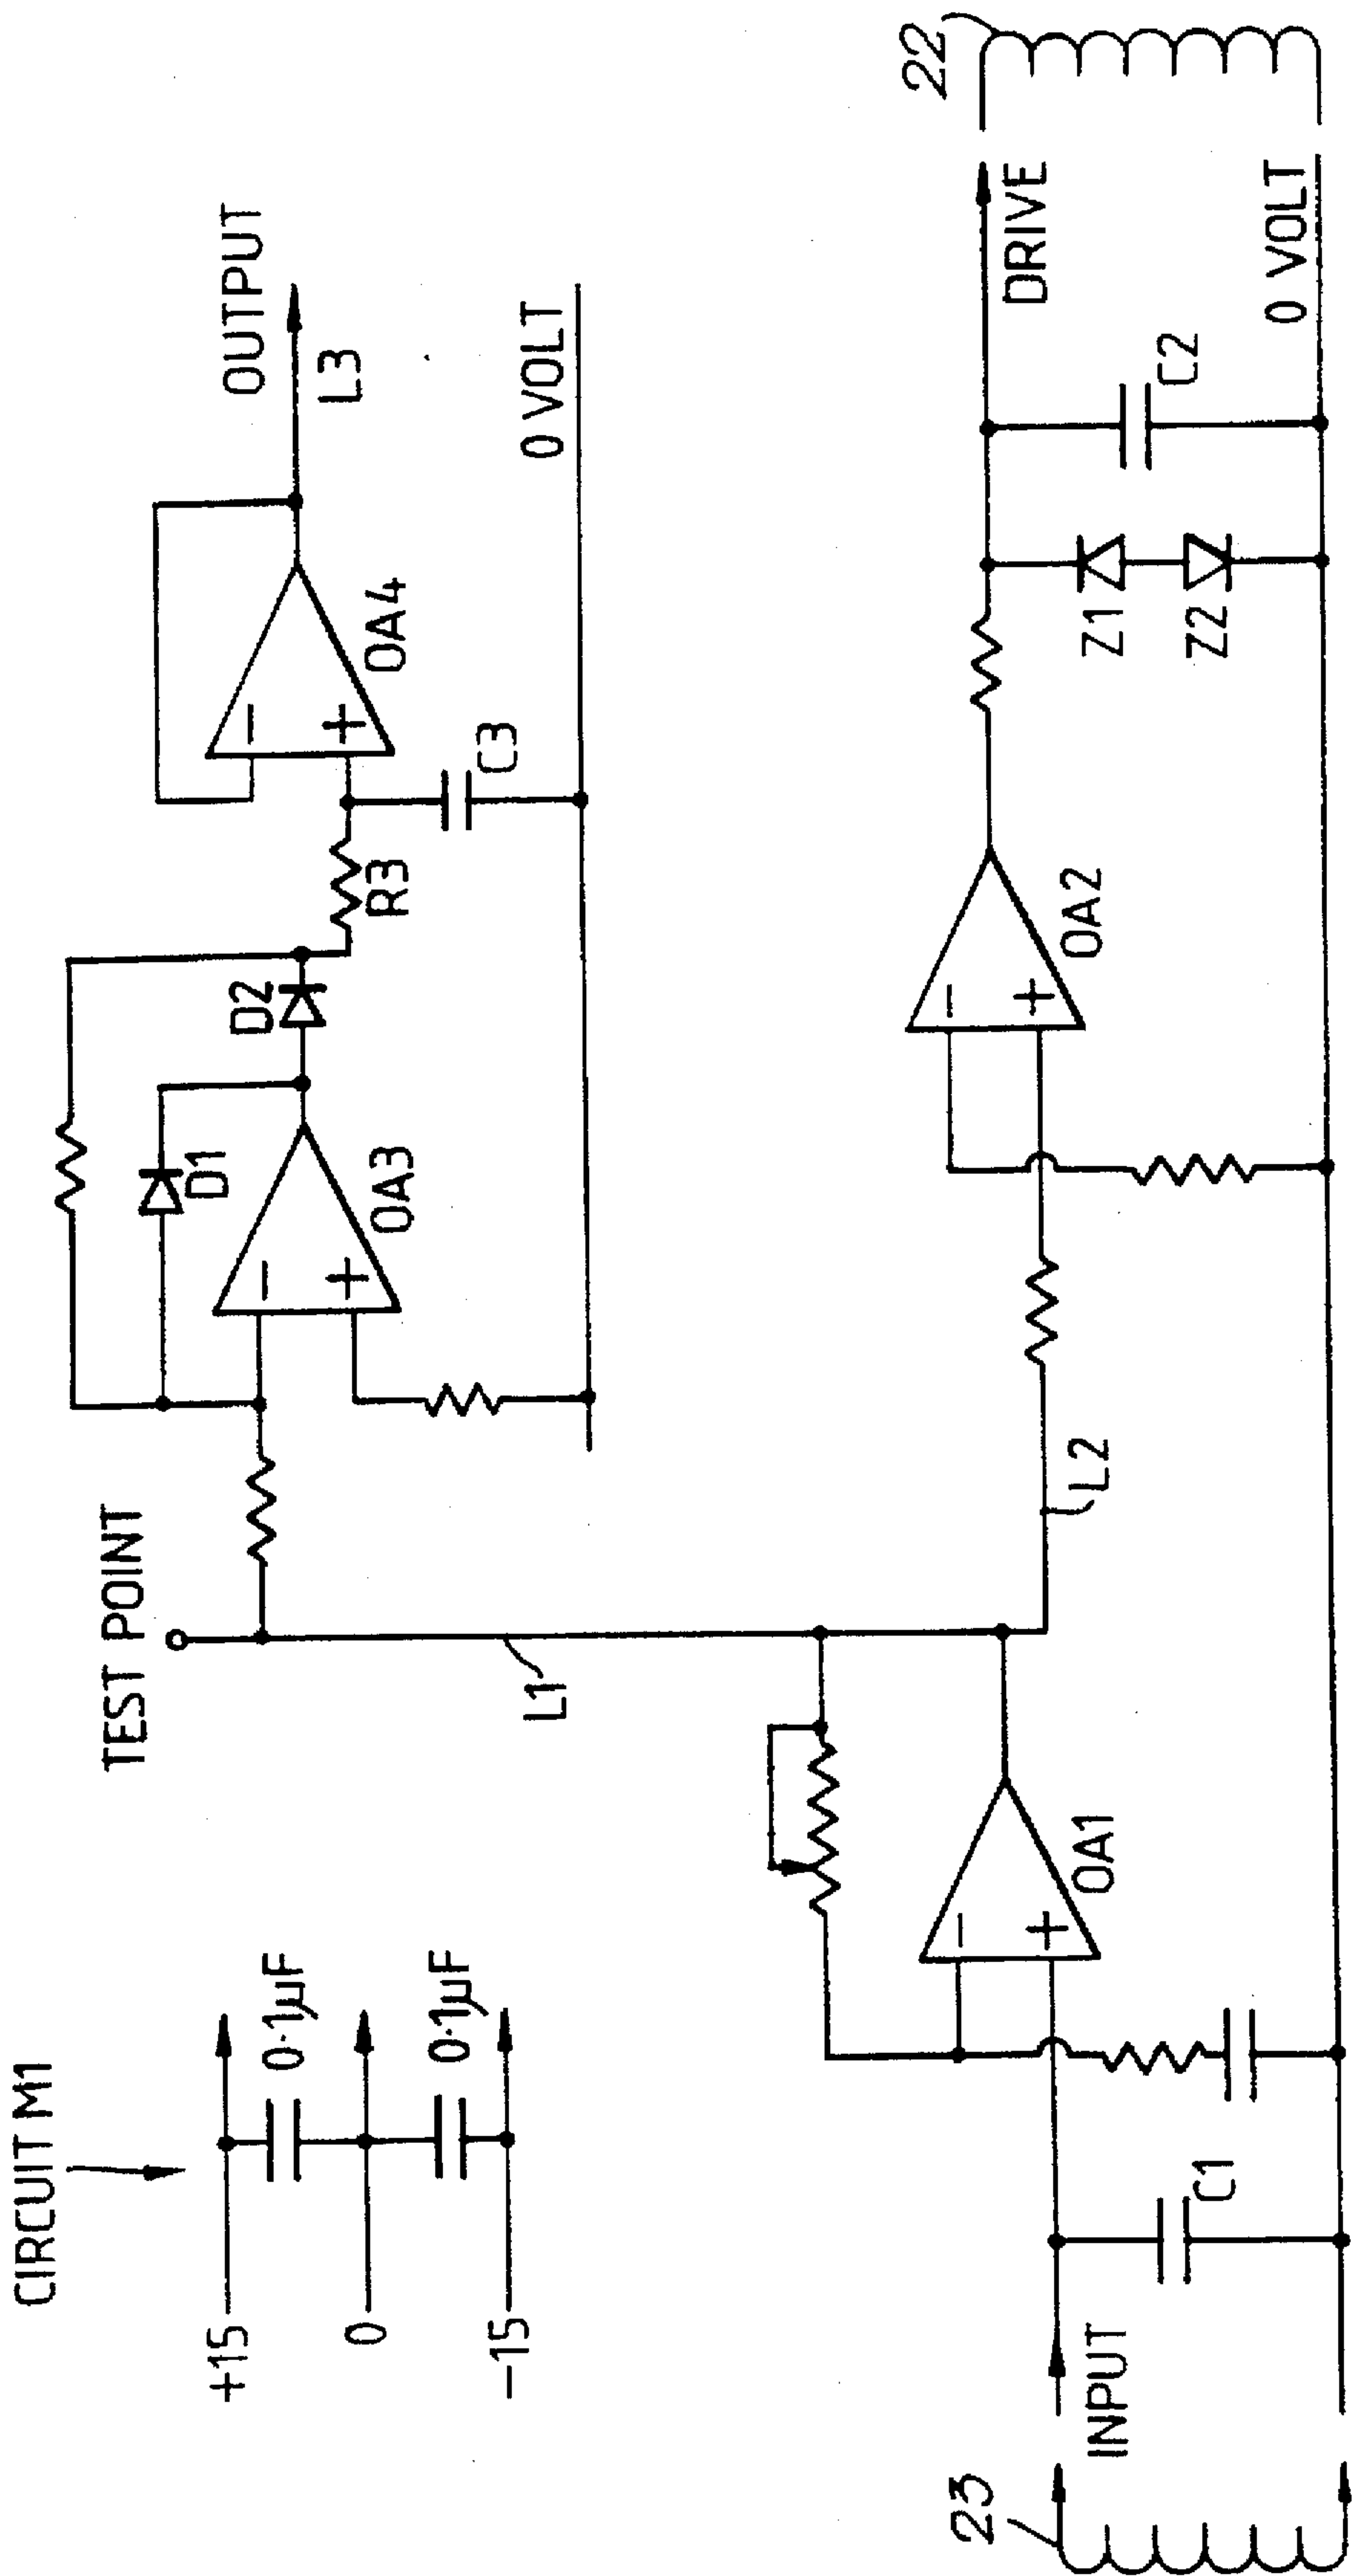 CIRCUIT M1
+15
0·1µF
0
0·1µF
−15
TEST POINT
D1
D2
OUTPUT
−
+
OA3
R3
−
+
OA4
L3
C3
0 VOLT
L1
23
INPUT
C1
−
+
OA1
L2
−
+
OA2
Z1
Z2
C2
DRIVE
22
0 VOLT